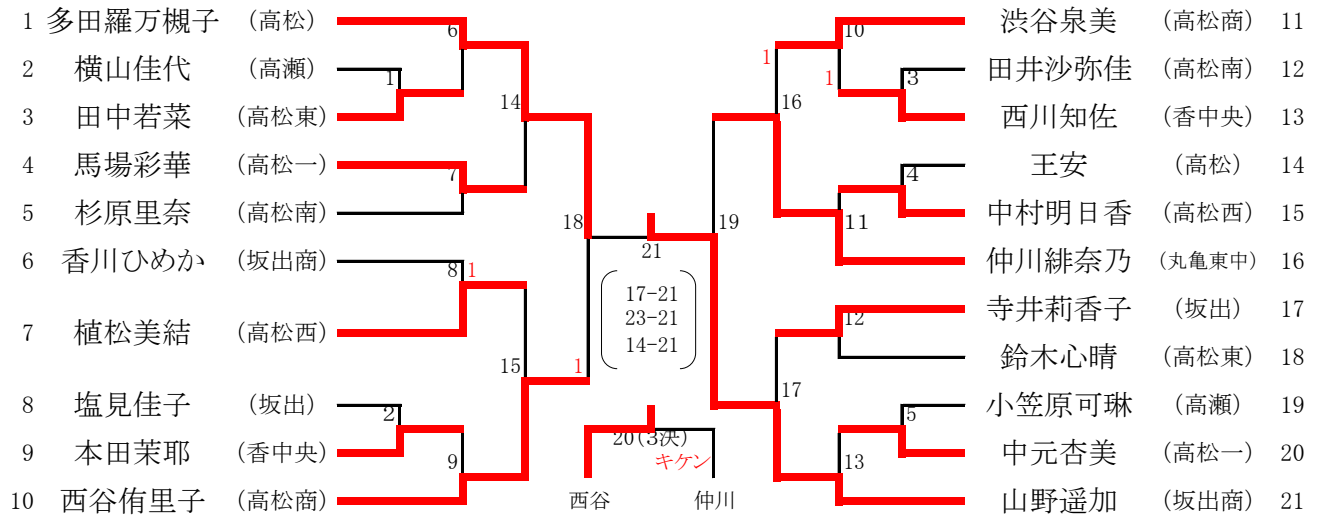 1 多田羅万槻子 (高松)
2 横山佳代 (高瀬)
3 田中若菜 (高松東)
4 馬場彩華 (高松一)
5 杉原里奈 (高松南)
6 香川ひめか (坂出商)
7 植松美結 (高松西)
8 塩見佳子 (坂出)
9 本田茉耶 (香中央)
10 西谷侑里子 (高松商)
6
1
14
7
18
8 1
15
1
2
9
21
17-21
23-21
14-21
20(3決)
キケン
西谷 仲川
10
1
1
3
16
4
11
19
12
17
5
13
渋谷泉美 (高松商) 11
田井沙弥佳 (高松南) 12
西川知佐 (香中央) 13
王安 (高松) 14
中村明日香 (高松西) 15
仲川緋奈乃 (丸亀東中) 16
寺井莉香子 (坂出) 17
鈴木心晴 (高松東) 18
小笠原可琳 (高瀬) 19
中元杏美 (高松一) 20
山野遥加 (坂出商) 21